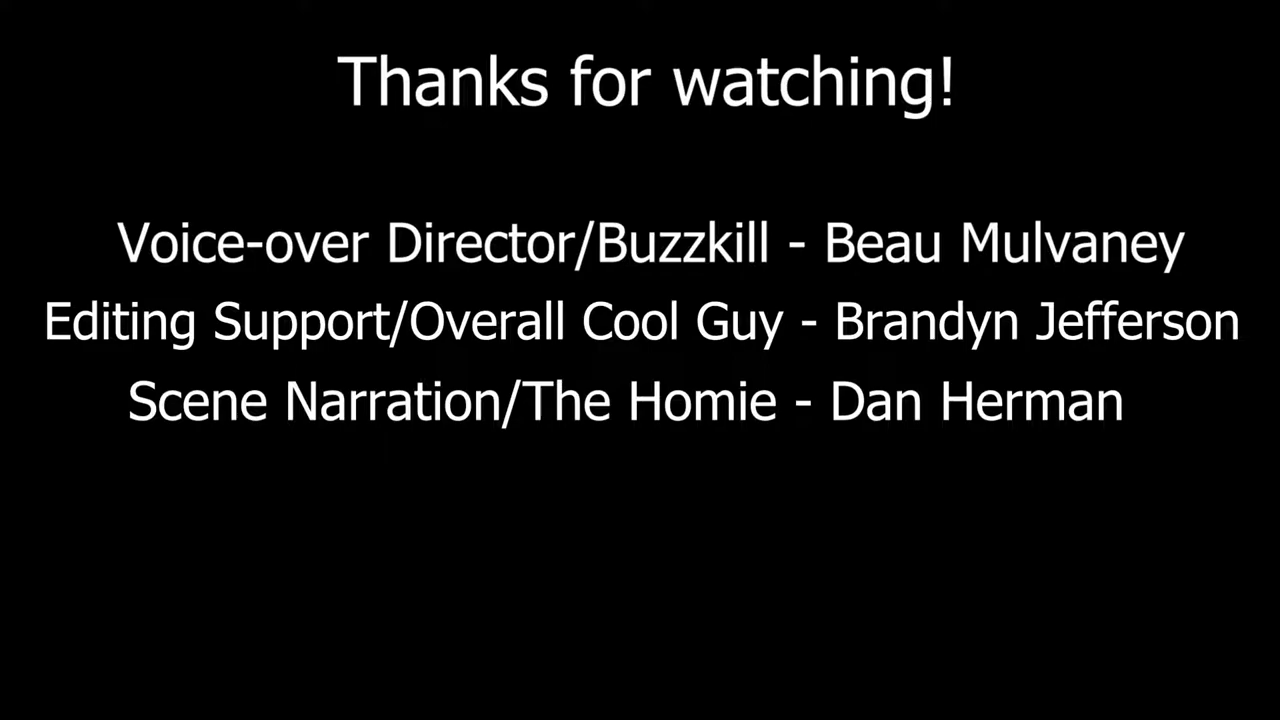 Thanks for watching!
Voice-over Director/Buzzkill - Beau Mulvaney
Editing Support/Overall Cool Guy - Brandyn Jefferson
Scene Narration/The Homie - Dan Herman